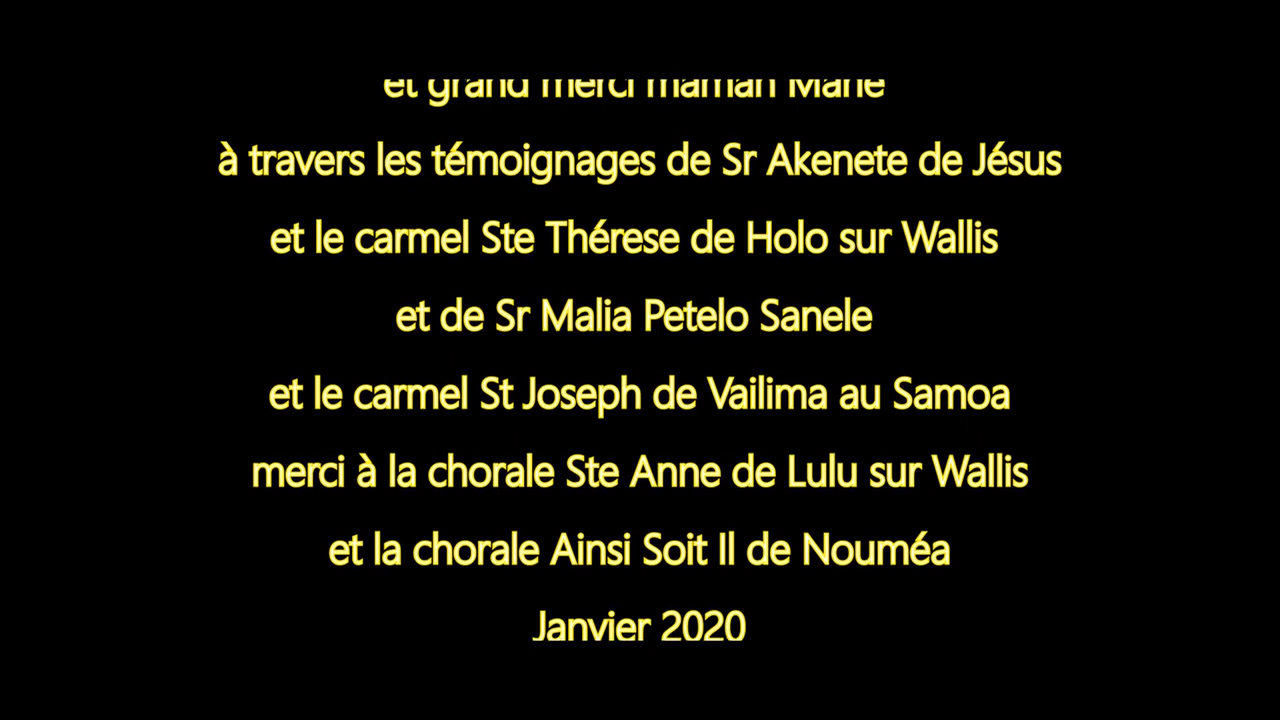 et grand merci maman Marie
à travers les témoignages de Sr Akenete de Jésus
et le carmel Ste Thérese de Holo sur Wallis
et de Sr Malia Petelo Sanele
et le carmel St Joseph de Vailima au Samoa
merci à la chorale Ste Anne de Lulu sur Wallis
et la chorale Ainsi Soit Il de Nouméa
Janvier 2020